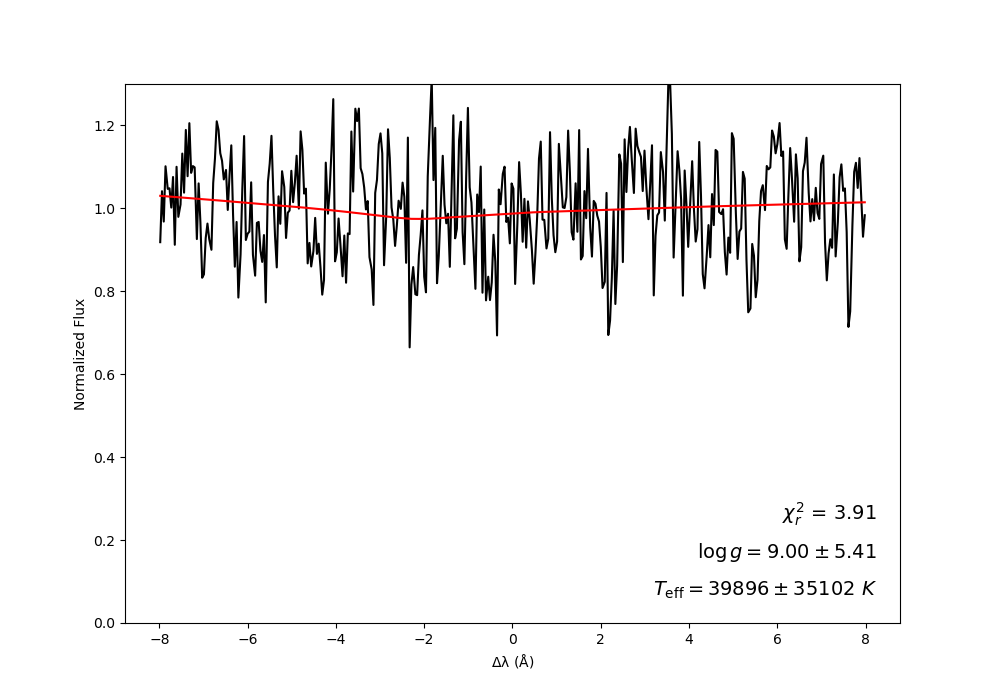 1.2
1.0
0.8
0.6
0.4
0.2
0.0
Normalized Flux
χ²ᵣ = 3.91
log g = 9.00 ± 5.41
T_eff = 39896 ± 35102 K
−8 −6 −4 −2 0 2 4 6 8
Δλ (Å)